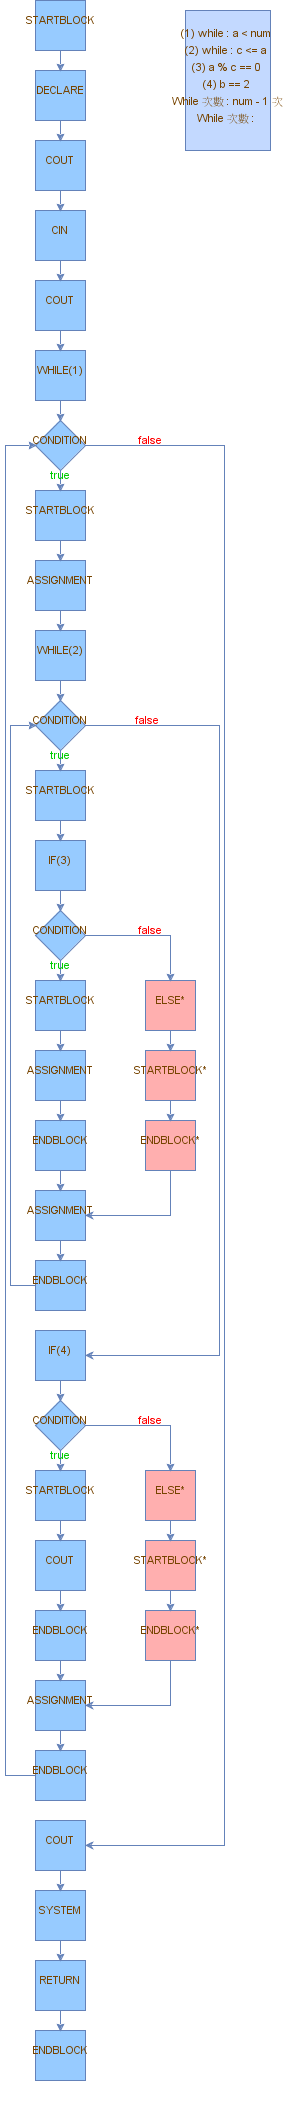 STARTBLOCK
(1) while : a < num
(2) while : c <= a
(3) a % c == 0
(4) b == 2
While 次數 : num - 1 次
While 次數 :
DECLARE
COUT
CIN
COUT
WHILE(1)
CONDITION
false
true
STARTBLOCK
ASSIGNMENT
WHILE(2)
CONDITION
false
true
STARTBLOCK
IF(3)
CONDITION
false
true
STARTBLOCK
ELSE*
ASSIGNMENT
STARTBLOCK*
ENDBLOCK
ENDBLOCK*
ASSIGNMENT
ENDBLOCK
IF(4)
CONDITION
false
true
STARTBLOCK
ELSE*
COUT
STARTBLOCK*
ENDBLOCK
ENDBLOCK*
ASSIGNMENT
ENDBLOCK
COUT
SYSTEM
RETURN
ENDBLOCK